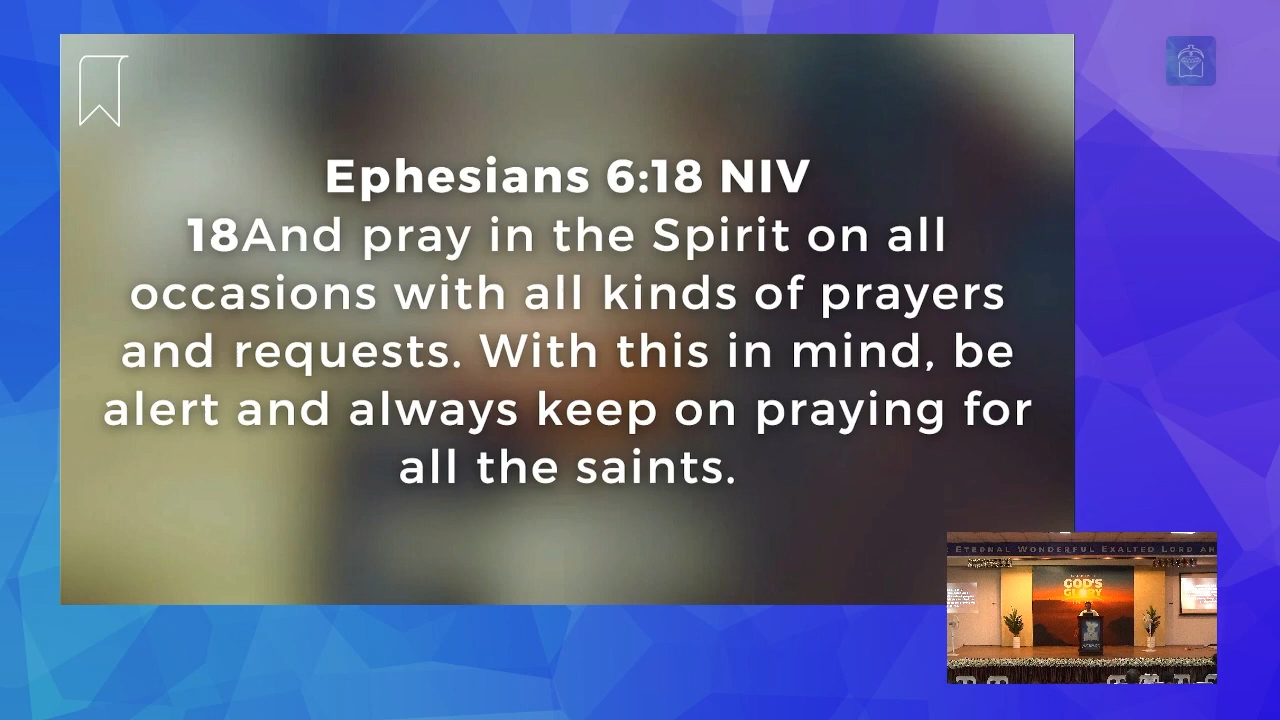 Ephesians 6:18 NIV
18And pray in the Spirit on all
occasions with all kinds of prayers
and requests. With this in mind, be
alert and always keep on praying for
all the saints.
ETERNAL WONDERFUL EXALTED LORD AN
GOD'S
GLORY